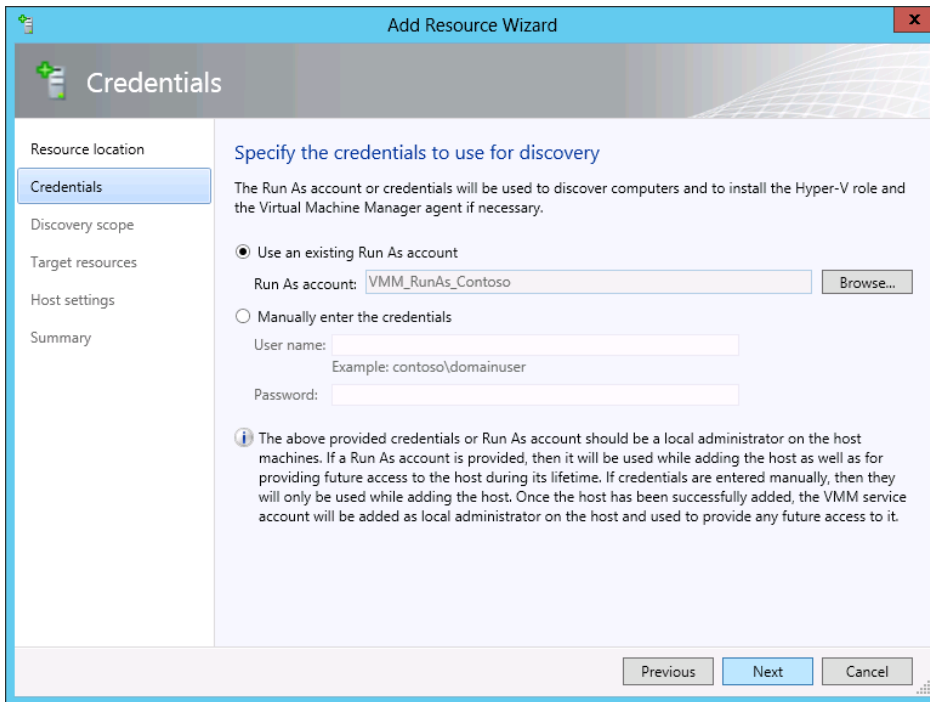 Add Resource Wizard
x
Credentials
Resource location
Credentials
Discovery scope
Target resources
Host settings
Summary
Specify the credentials to use for discovery
The Run As account or credentials will be used to discover computers and to install the Hyper-V role and
the Virtual Machine Manager agent if necessary.
Use an existing Run As account
Run As account: VMM_RunAs_Contoso Browse...
Manually enter the credentials
User name:
Example: contoso\domainuser
Password:
The above provided credentials or Run As account should be a local administrator on the host
machines. If a Run As account is provided, then it will be used while adding the host as well as for
providing future access to the host during its lifetime. If credentials are entered manually, then they
will only be used while adding the host. Once the host has been successfully added, the VMM service
account will be added as local administrator on the host and used to provide any future access to it.
Previous Next Cancel